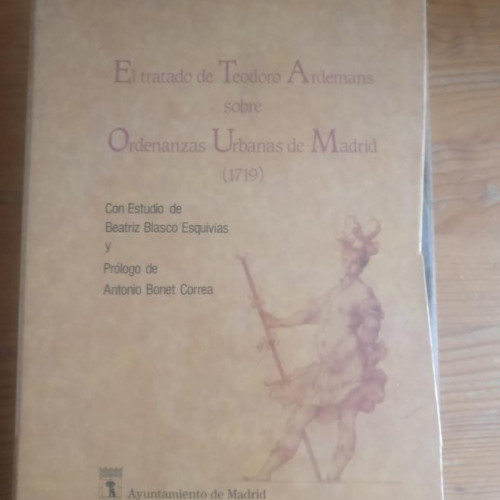 El tratado de Teodoro Ardemans
sobre
Ordenanzas Urbanas de Madrid
(1719)
Con Estudio de
Beatriz Blasco Esquivias
y
Prólogo de
Antonio Bonet Correa
Ayuntamiento de Madrid